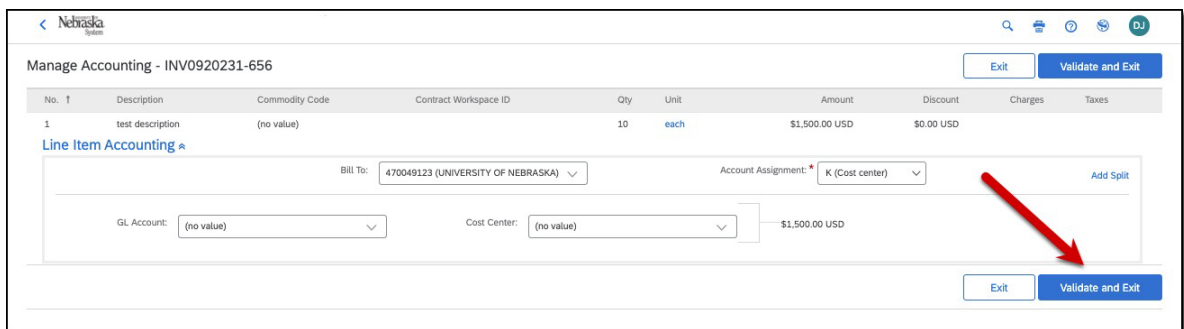 Nebraska
System
DJ
Manage Accounting - INV0920231-656
Exit
Validate and Exit
No. ↑ Description Commodity Code Contract Workspace ID Qty Unit Amount Discount Charges Taxes
1 test description (no value) 10 each $1,500.00 USD $0.00 USD
Line Item Accounting
Bill To: 470049123 (UNIVERSITY OF NEBRASKA) Account Assignment: * K (Cost center) Add Split
GL Account: (no value) Cost Center: (no value) $1,500.00 USD
Exit
Validate and Exit